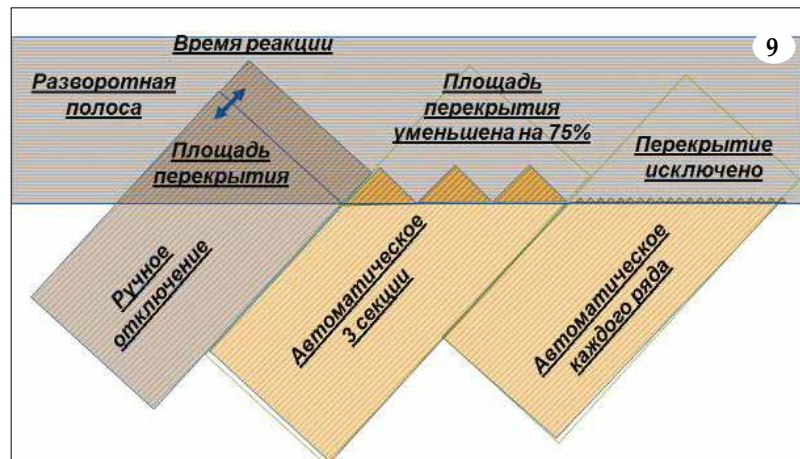 Время реакции
9
Разворотная
полоса
Площадь
перекрытия
уменьшена на 75%
Площадь
перекрытия
Перекрытие
исключено
Ручное
отключение
Автоматическое
3 секции
Автоматическое
каждого ряда